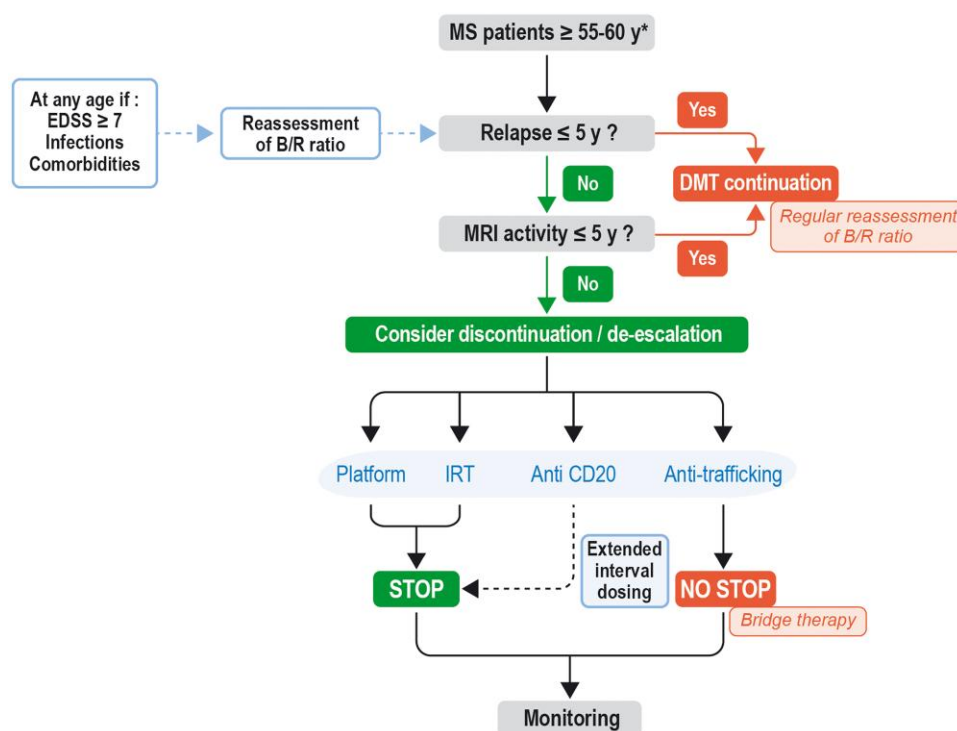 MS patients ≥ 55-60 y*
At any age if :
EDSS ≥ 7
Infections
Comorbidities
Reassessment
of B/R ratio
Relapse ≤ 5 y ?
Yes
No
DMT continuation
Regular reassessment
of B/R ratio
MRI activity ≤ 5 y ?
Yes
No
Consider discontinuation / de-escalation
Platform
IRT
Anti CD20
Anti-trafficking
Extended
interval
dosing
STOP
NO STOP
Bridge therapy
Monitoring